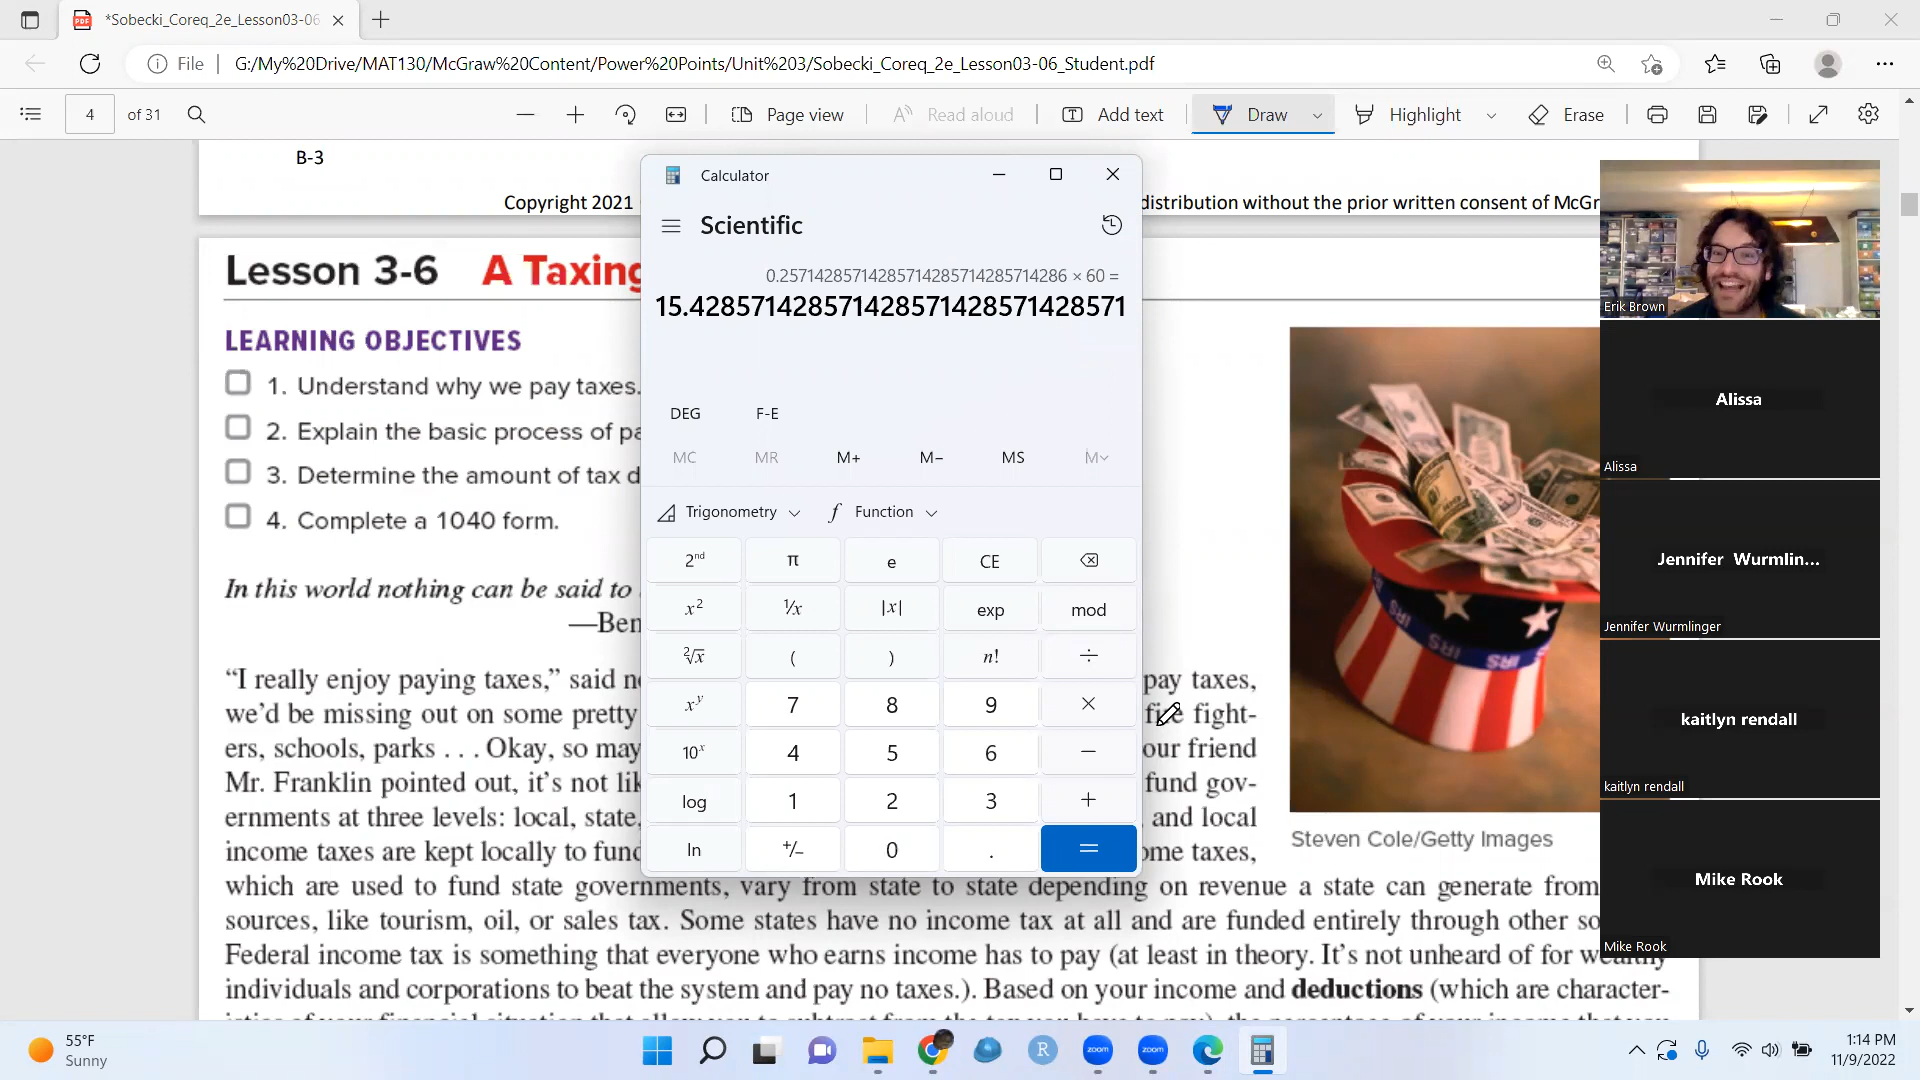 *Sobecki_Coreq_2e_Lesson03-06
File
G:/My%20Drive/MAT130/McGraw%20Content/Power%20Points/Unit%203/Sobecki_Coreq_2e_Lesson03-06_Student.pdf
4 of 31
Page view
Read aloud
Add text
Draw
Highlight
Erase
B-3
Copyright 2021
distribution without the prior written consent of McGr
Lesson 3-6 A Taxing
LEARNING OBJECTIVES
1. Understand why we pay taxes.
2. Explain the basic process of pa
3. Determine the amount of tax d
4. Complete a 1040 form.
In this world nothing can be said to
—Ben
“I really enjoy paying taxes,” said no
pay taxes,
we’d be missing out on some pretty
fire fight-
ers, schools, parks . . . Okay, so may
our friend
Mr. Franklin pointed out, it’s not lik
fund gov-
ernments at three levels: local, state,
and local
income taxes are kept locally to fund
ome taxes,
which are used to fund state governments, vary from state to state depending on revenue a state can generate from
sources, like tourism, oil, or sales tax. Some states have no income tax at all and are funded entirely through other so
Federal income tax is something that everyone who earns income has to pay (at least in theory. It’s not unheard of for wealthy
individuals and corporations to beat the system and pay no taxes.). Based on your income and deductions (which are character-
IRS
IRS
IRS
Steven Cole/Getty Images
Calculator
Scientific
0.25714285714285714285714285714286 × 60 =
15.428571428571428571428571428571
DEG F-E
MC MR M+ M− MS M
Trigonometry Function
2nd π e CE
x² ⅟x |x| exp mod
²√x ( ) n! ÷
xʸ 7 8 9 ×
10ˣ 4 5 6 −
log 1 2 3 +
ln +/− 0 . =
Erik Brown
Alissa
Alissa
Jennifer Wurmlin...
Jennifer Wurmlinger
kaitlyn rendall
kaitlyn rendall
Mike Rook
Mike Rook
55°F
Sunny
zoom
zoom
R
1:14 PM
11/9/2022